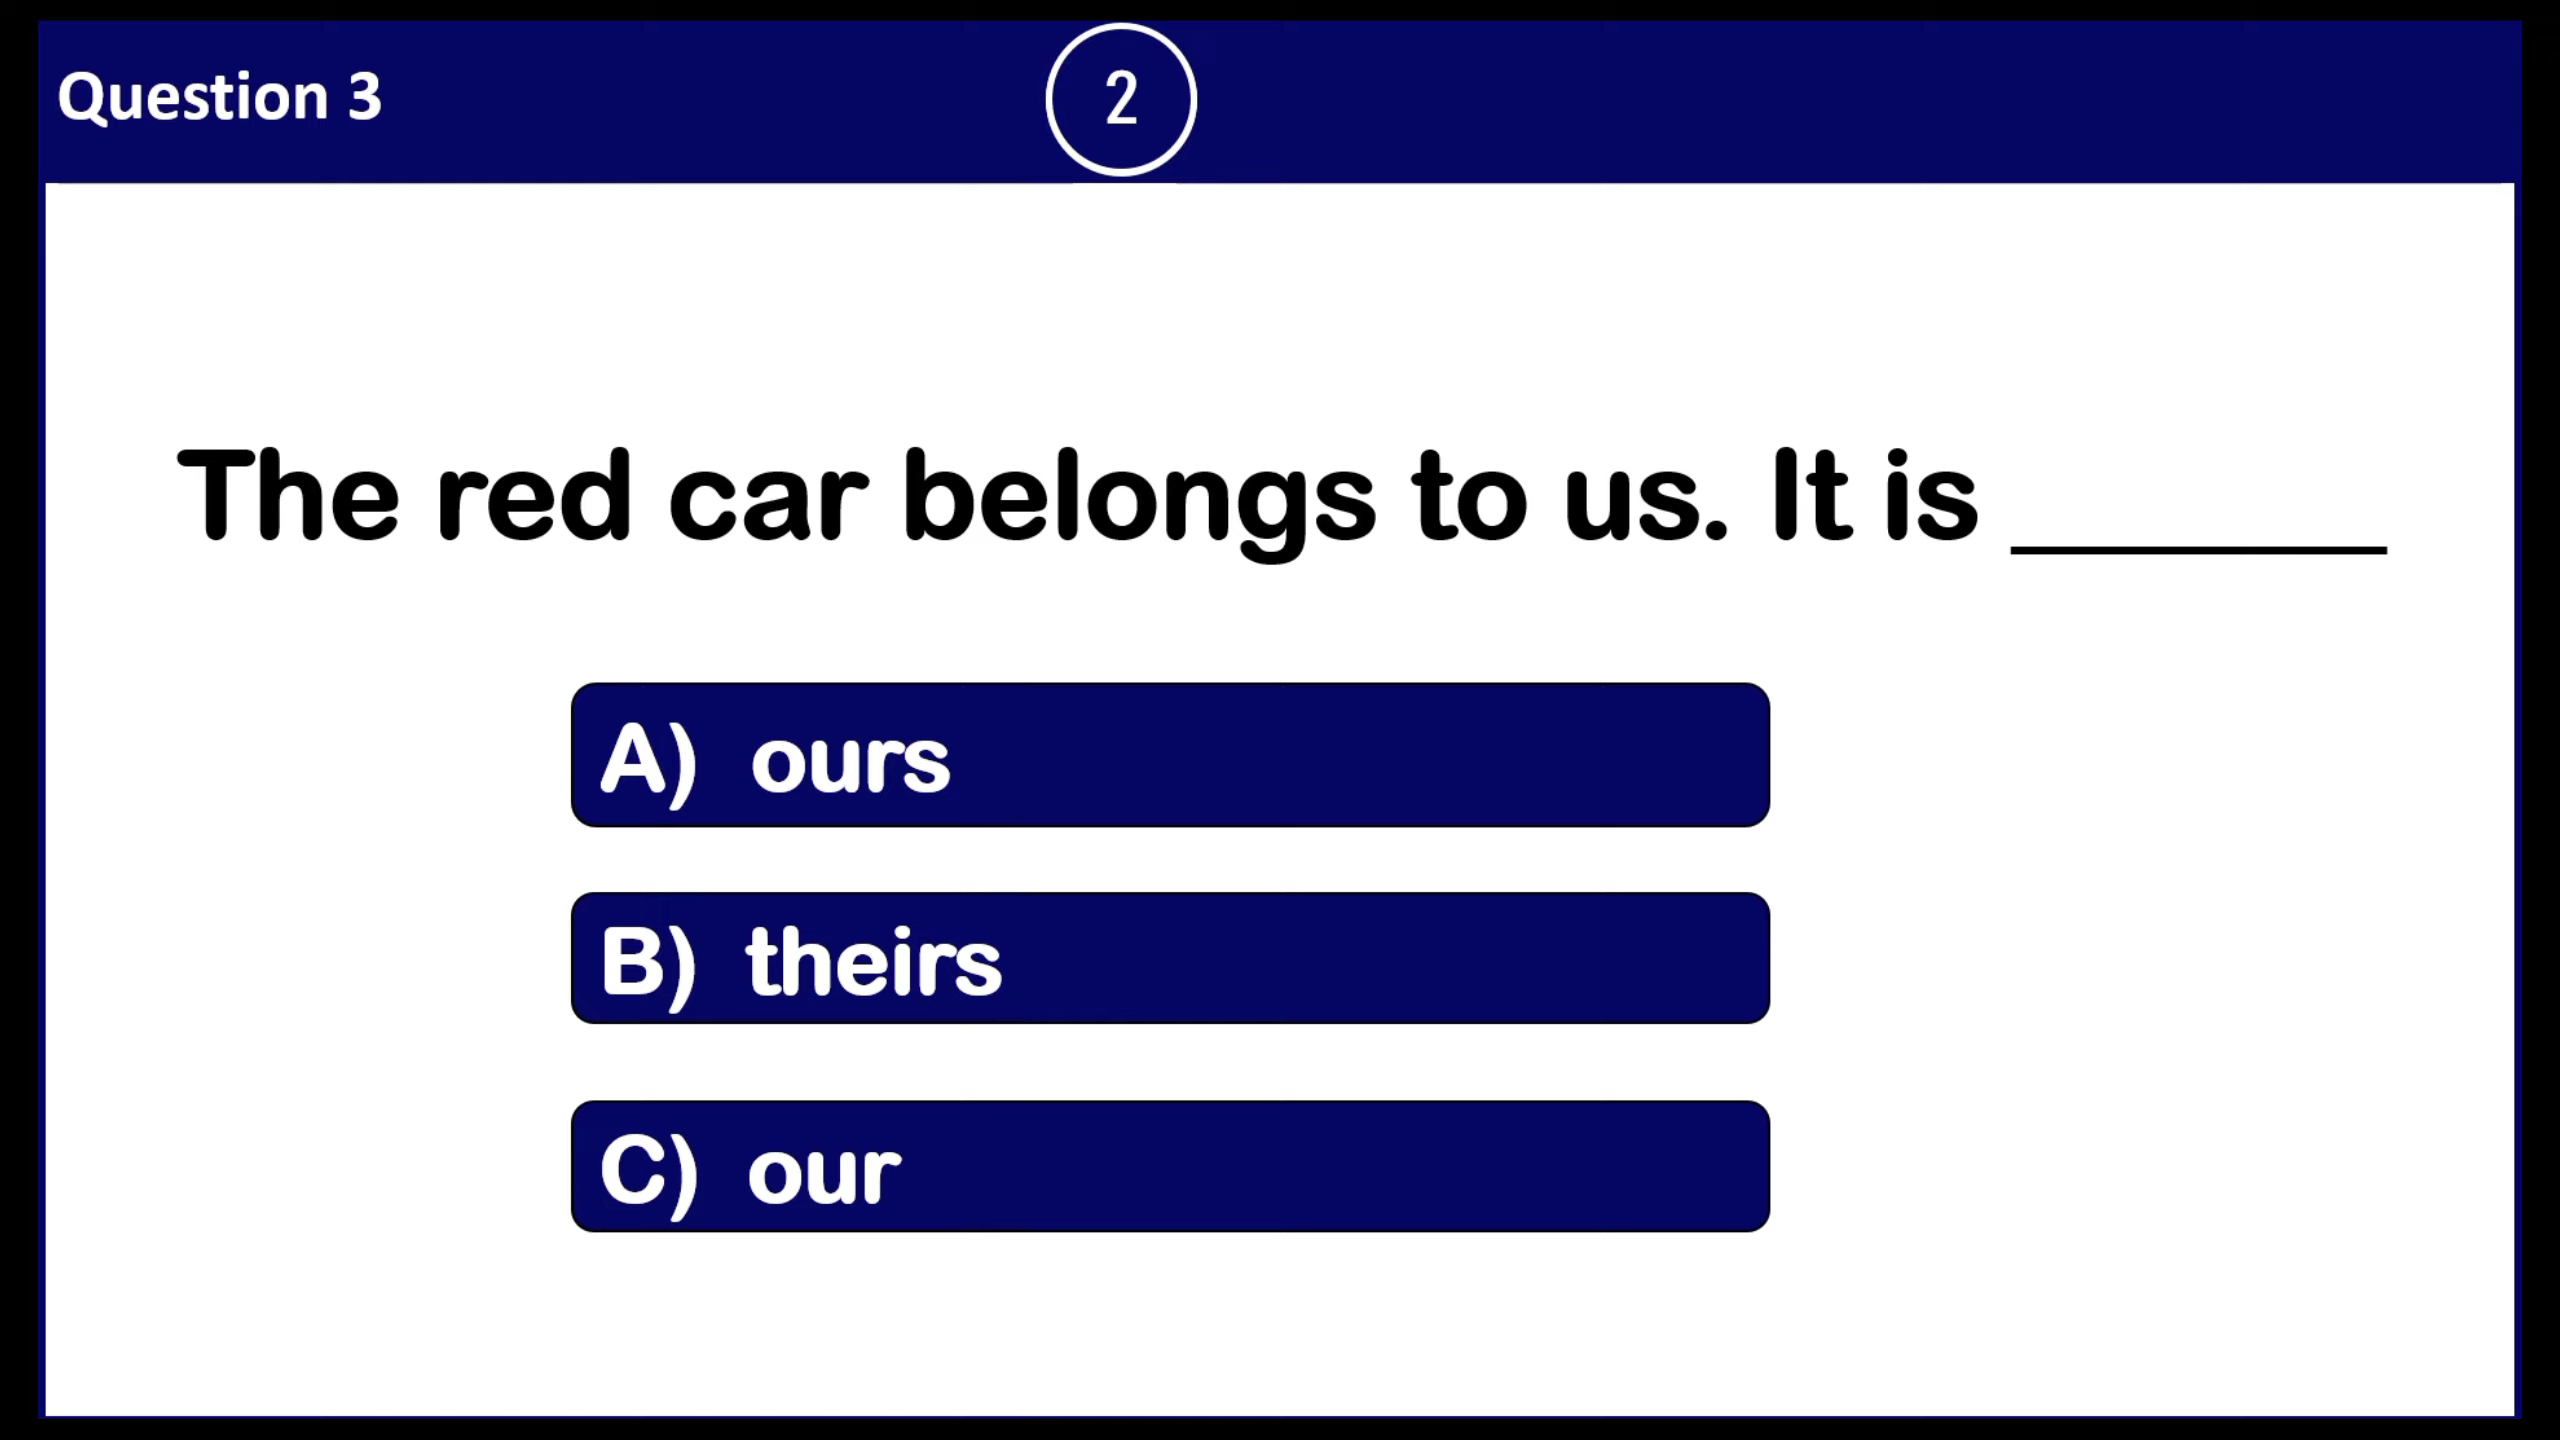 Question 3
2
The red car belongs to us. It is ______
A) ours
B) theirs
C) our